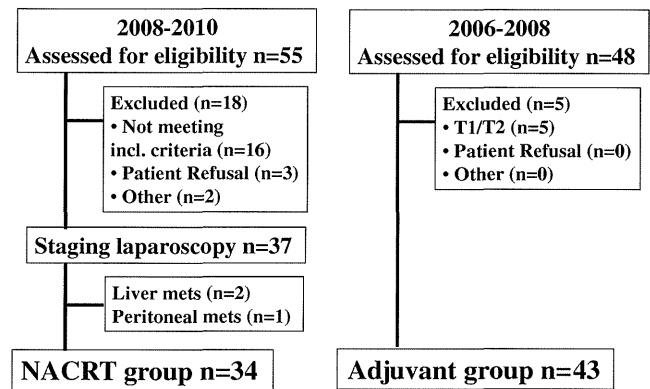 2008-2010
Assessed for eligibility n=55
Excluded (n=18)
• Not meeting
incl. criteria (n=16)
• Patient Refusal (n=3)
• Other (n=2)
Staging laparoscopy n=37
Liver mets (n=2)
Peritoneal mets (n=1)
NACRT group n=34
2006-2008
Assessed for eligibility n=48
Excluded (n=5)
• T1/T2 (n=5)
• Patient Refusal (n=0)
• Other (n=0)
Adjuvant group n=43